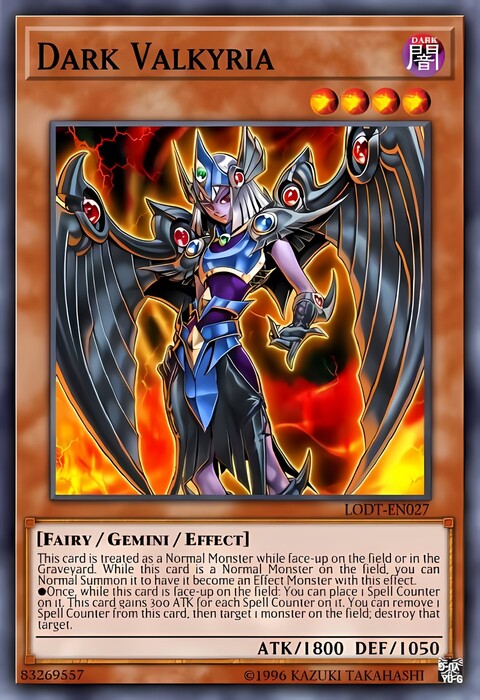 DARK VALKYRIA
DARK
闇
LODT-EN027
[FAIRY / GEMINI / EFFECT]
This card is treated as a Normal Monster while face-up on the field or in the
Graveyard. While this card is a Normal Monster on the field, you can
Normal Summon it to have it become an Effect Monster with this effect.
●Once, while this card is face-up on the field: You can place 1 Spell Counter
on it. This card gains 300 ATK for each Spell Counter on it. You can remove 1
Spell Counter from this card, then target 1 monster on the field; destroy that
target.
ATK/1800 DEF/1050
83269557
©1996 KAZUKI TAKAHASHI